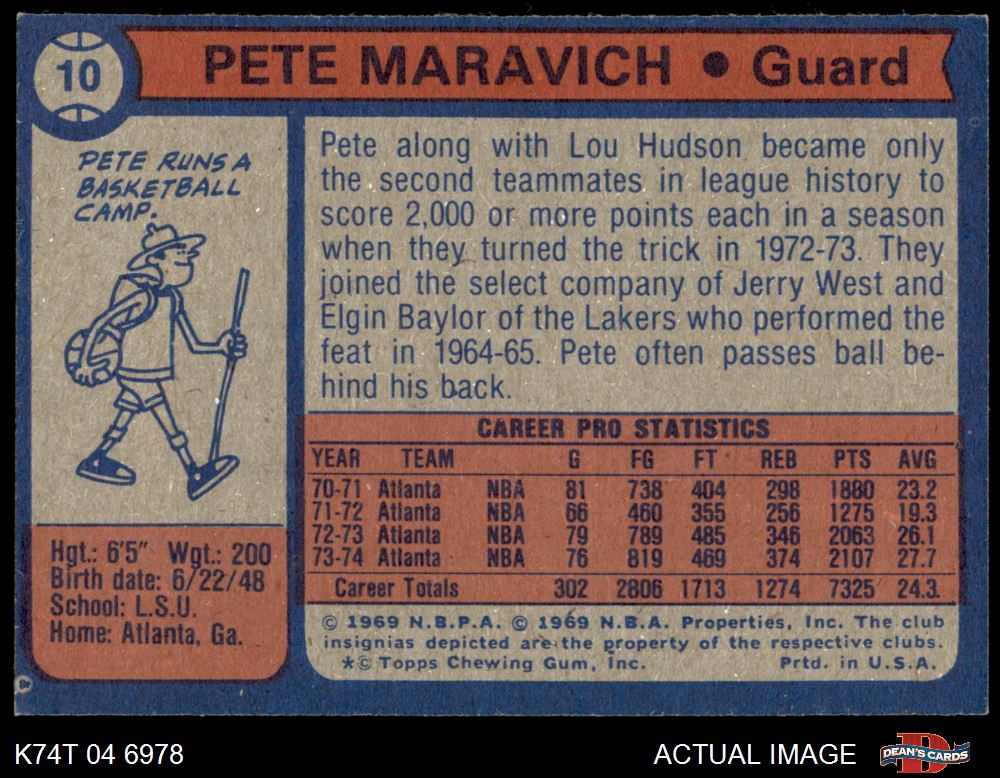 10
PETE MARAVICH ● Guard
PETE RUNS A
BASKETBALL
CAMP.
Hgt.: 6'5" Wgt.: 200
Birth date: 6/22/48
School: L.S.U.
Home: Atlanta, Ga.
Pete along with Lou Hudson became only
the second teammates in league history to
score 2,000 or more points each in a season
when they turned the trick in 1972-73. They
joined the select company of Jerry West and
Elgin Baylor of the Lakers who performed the
feat in 1964-65. Pete often passes ball be-
hind his back.
CAREER PRO STATISTICS
YEAR TEAM G FG FT REB PTS AVG
70-71 Atlanta NBA 81 738 404 298 1880 23.2
71-72 Atlanta NBA 66 460 355 256 1275 19.3
72-73 Atlanta NBA 79 789 485 346 2063 26.1
73-74 Atlanta NBA 76 819 469 374 2107 27.7
Career Totals 302 2806 1713 1274 7325 24.3
© 1969 N.B.P.A. © 1969 N.B.A. Properties, Inc. The club
insignias depicted are the property of the respective clubs.
*© Topps Chewing Gum, Inc. Prtd. in U.S.A.
K74T 04 6978
ACTUAL IMAGE
DEAN'S CARDS